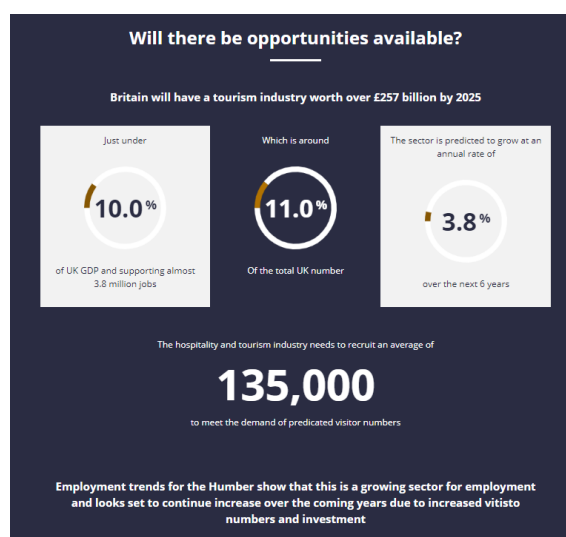 Will there be opportunities available?
Britain will have a tourism industry worth over £257 billion by 2025
Just under
10.0%
of UK GDP and supporting almost
3.8 million jobs
Which is around
11.0%
Of the total UK number
The sector is predicted to grow at an
annual rate of
3.8%
over the next 6 years
The hospitality and tourism industry needs to recruit an average of
135,000
to meet the demand of predicated visitor numbers
Employment trends for the Humber show that this is a growing sector for employment
and looks set to continue increase over the coming years due to increased vitisto
numbers and investment